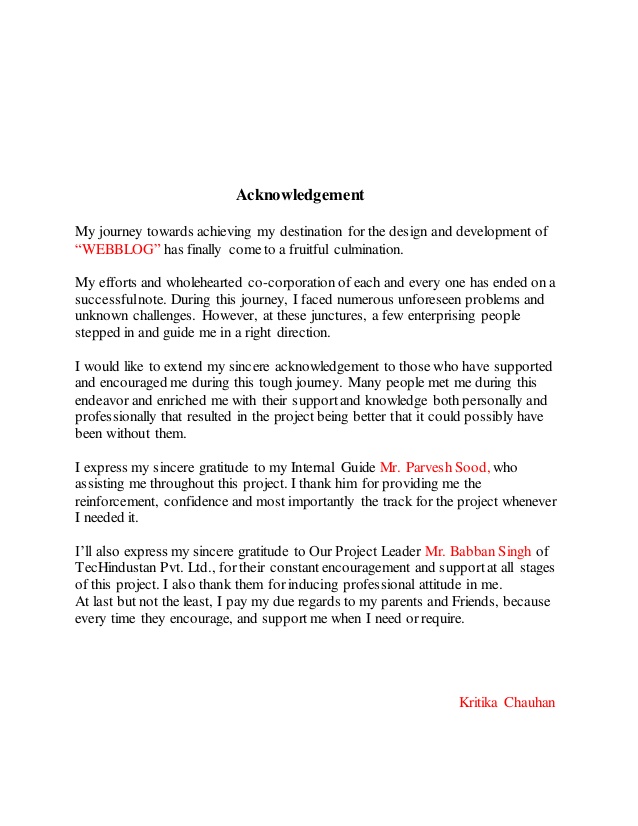 Acknowledgement
My journey towards achieving my destination for the design and development of
“WEBBLOG” has finally come to a fruitful culmination.
My efforts and wholehearted co-corporation of each and every one has ended on a
successful note. During this journey, I faced numerous unforeseen problems and
unknown challenges. However, at these junctures, a few enterprising people
stepped in and guide me in a right direction.
I would like to extend my sincere acknowledgement to those who have supported
and encouraged me during this tough journey. Many people met me during this
endeavor and enriched me with their support and knowledge both personally and
professionally that resulted in the project being better that it could possibly have
been without them.
I express my sincere gratitude to my Internal Guide Mr. Parvesh Sood, who
assisting me throughout this project. I thank him for providing me the
reinforcement, confidence and most importantly the track for the project whenever
I needed it.
I’ll also express my sincere gratitude to Our Project Leader Mr. Babban Singh of
TecHindustan Pvt. Ltd., for their constant encouragement and support at all stages
of this project. I also thank them for inducing professional attitude in me.
At last but not the least, I pay my due regards to my parents and Friends, because
every time they encourage, and support me when I need or require.
Kritika Chauhan